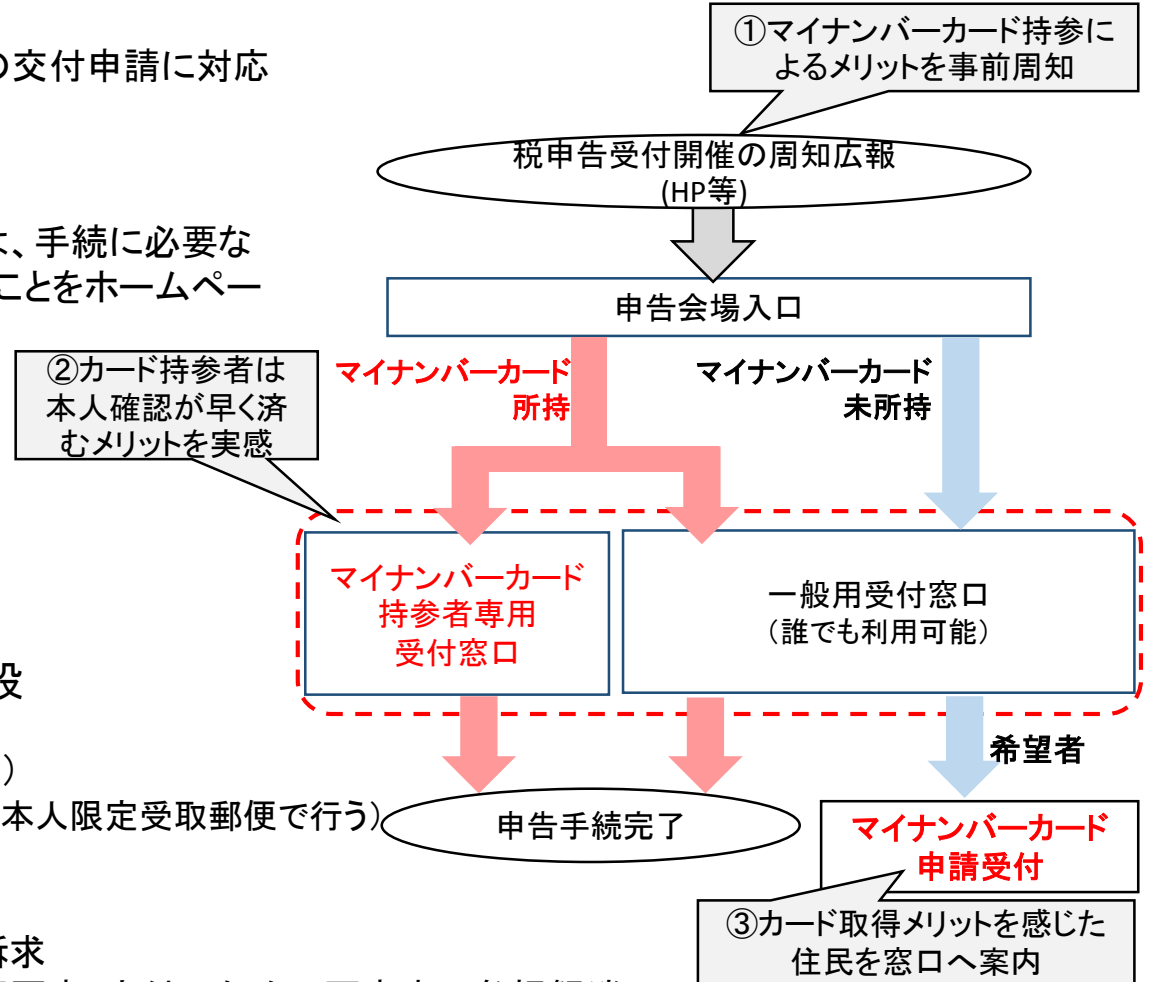 の交付申請に対応
は、手続に必要な
ことをホームペー
設
）
本人限定受取郵便で行う）
訴求
①マイナンバーカード持参に
よるメリットを事前周知
税申告受付開催の周知広報
(HP等)
申告会場入口
②カード持参者は
本人確認が早く済
むメリットを実感
マイナンバーカード
所持
マイナンバーカード
未所持
マイナンバーカード
持参者専用
受付窓口
一般用受付窓口
（誰でも利用可能）
希望者
申告手続完了
マイナンバーカード
申請受付
③カード取得メリットを感じた
住民を窓口へ案内